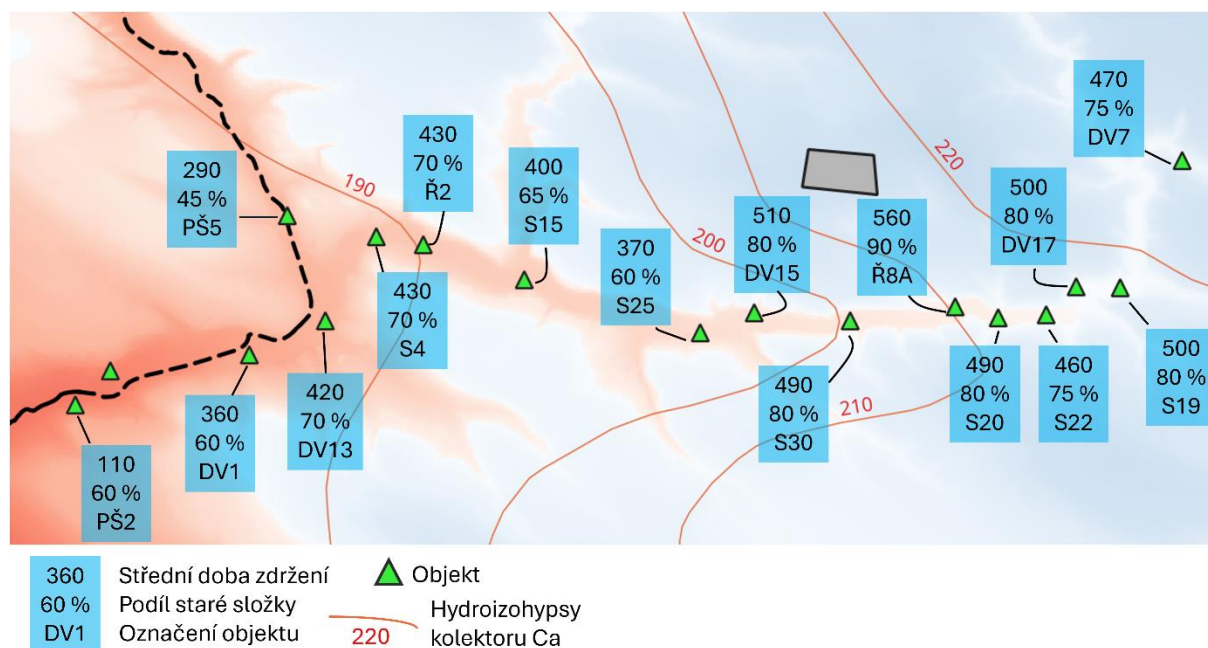 470
75 %
DV7
430
70 %
Ř2
290
45 %
PŠ5
400
65 %
S15
220
500
80 %
DV17
190
510
80 %
DV15
560
90 %
Ř8A
370
60 %
S25
200
430
70 %
S4
500
80 %
S19
490
80 %
S30
490
80 %
S20
460
75 %
S22
210
360
60 %
DV1
420
70 %
DV13
110
60 %
PŠ2
360
60 %
DV1
Střední doba zdržení
Podíl staré složky
Označení objektu
Objekt
220
Hydroizohypsy
kolektoru Ca